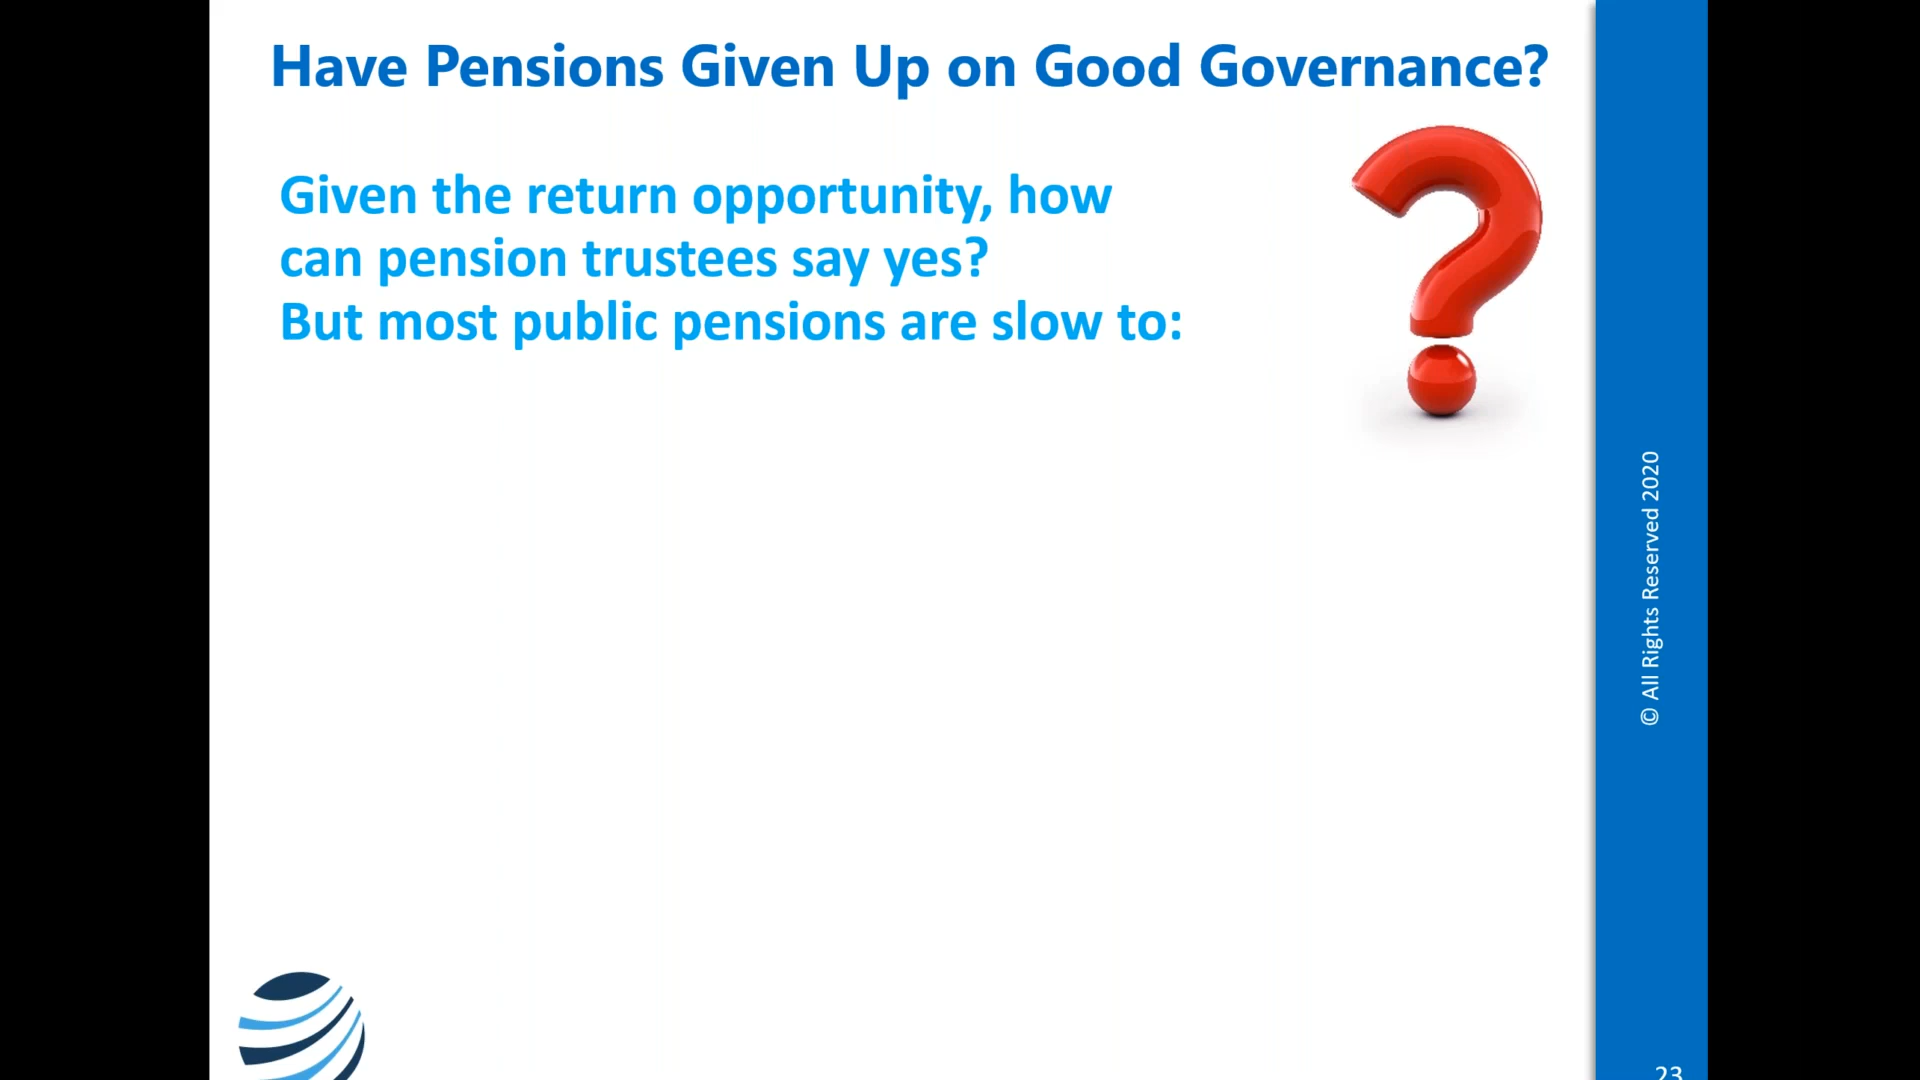 Have Pensions Given Up on Good Governance?
Given the return opportunity, how
can pension trustees say yes?
But most public pensions are slow to:
© All Rights Reserved 2020
23